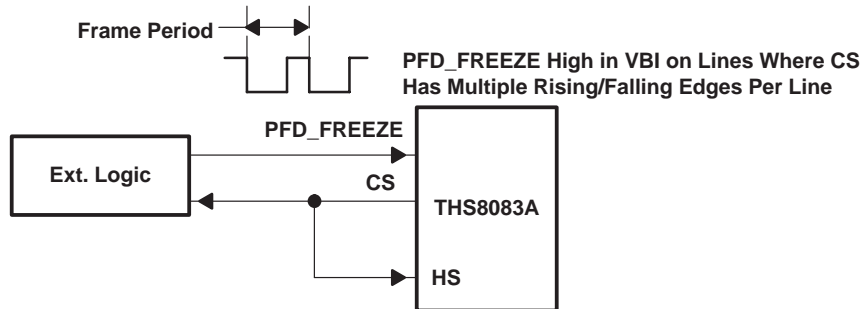 Frame Period
PFD_FREEZE High in VBI on Lines Where CS
Has Multiple Rising/Falling Edges Per Line
PFD_FREEZE
Ext. Logic
CS
THS8083A
HS